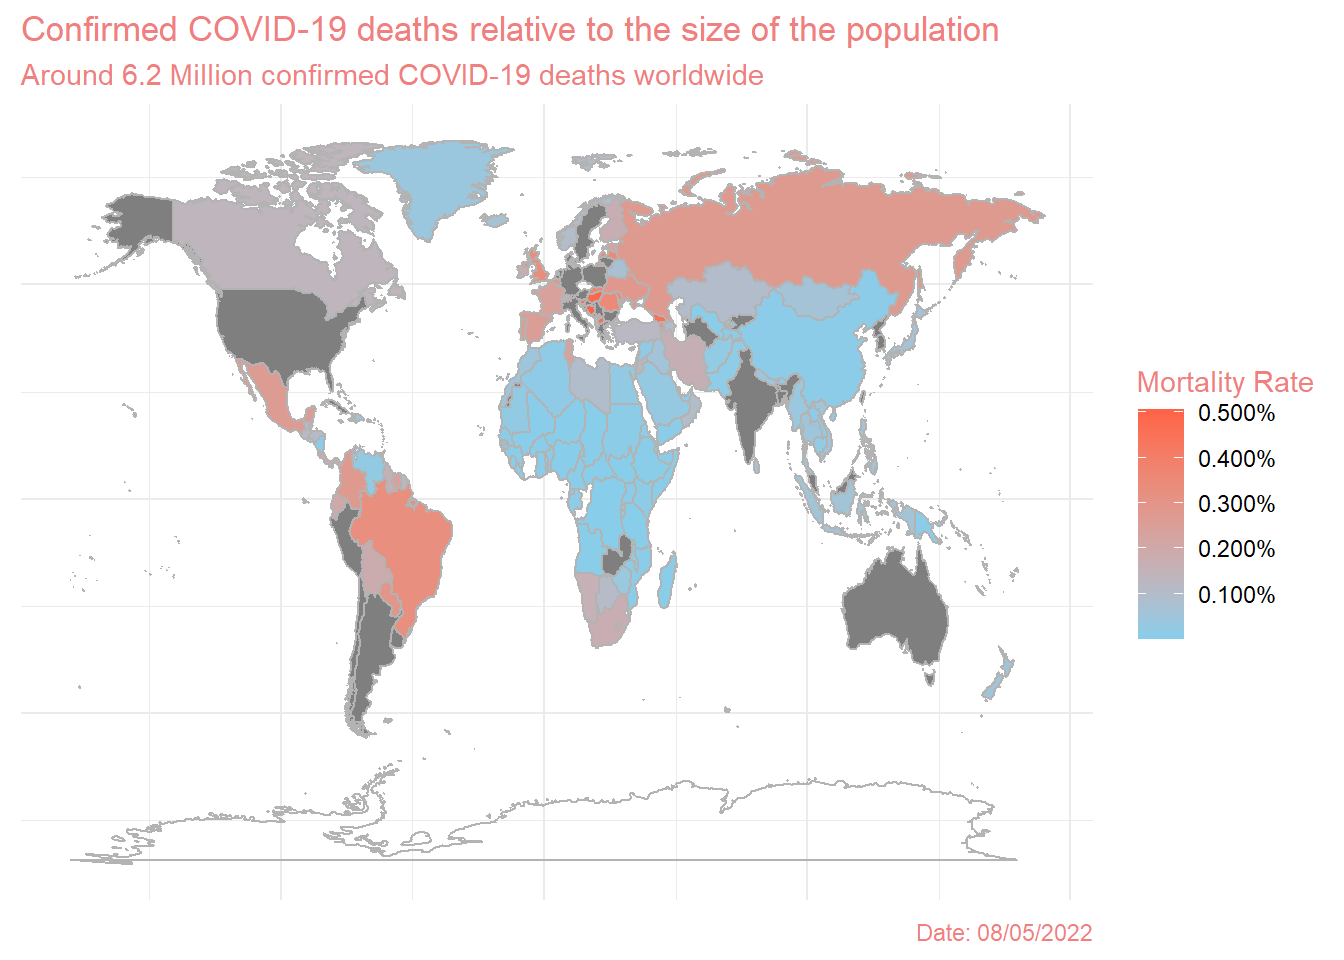 Confirmed COVID-19 deaths relative to the size of the population
Around 6.2 Million confirmed COVID-19 deaths worldwide
Mortality Rate
0.500%
0.400%
0.300%
0.200%
0.100%
Date: 08/05/2022